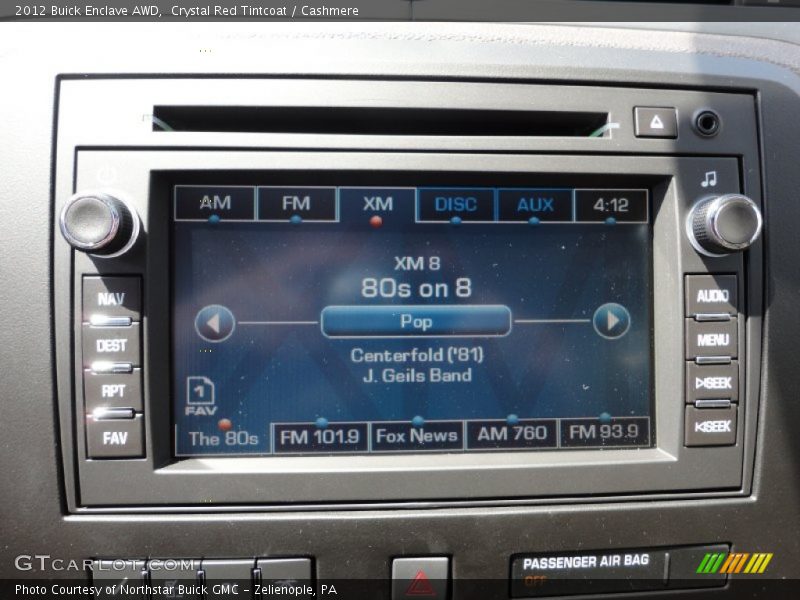 2012 Buick Enclave AWD, Crystal Red Tintcoat / Cashmere
AM FM XM DISC AUX 4:12
XM 8
80s on 8
Pop
Centerfold ('81)
J. Geils Band
1
FAV
The 80s FM 101.9 Fox News AM 760 FM 93.9
NAV
DEST
RPT
FAV
AUDIO
MENU
SEEK
SEEK
PASSENGER AIR BAG
OFF
GTCARLOT.COM
Photo Courtesy of Northstar Buick GMC - Zelienople, PA